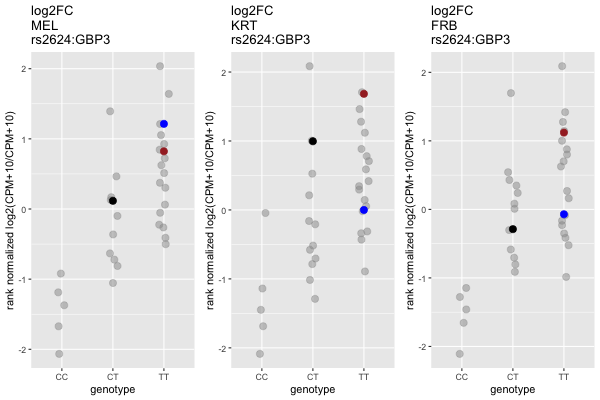 log2FC
MEL
rs2624:GBP3
rank normalized log2(CPM+10/CPM+10)
2
1
0
-1
-2
CC
CT
TT
genotype
log2FC
KRT
rs2624:GBP3
rank normalized log2(CPM+10/CPM+10)
2
1
0
-1
-2
CC
CT
TT
genotype
log2FC
FRB
rs2624:GBP3
rank normalized log2(CPM+10/CPM+10)
2
1
0
-1
-2
CC
CT
TT
genotype